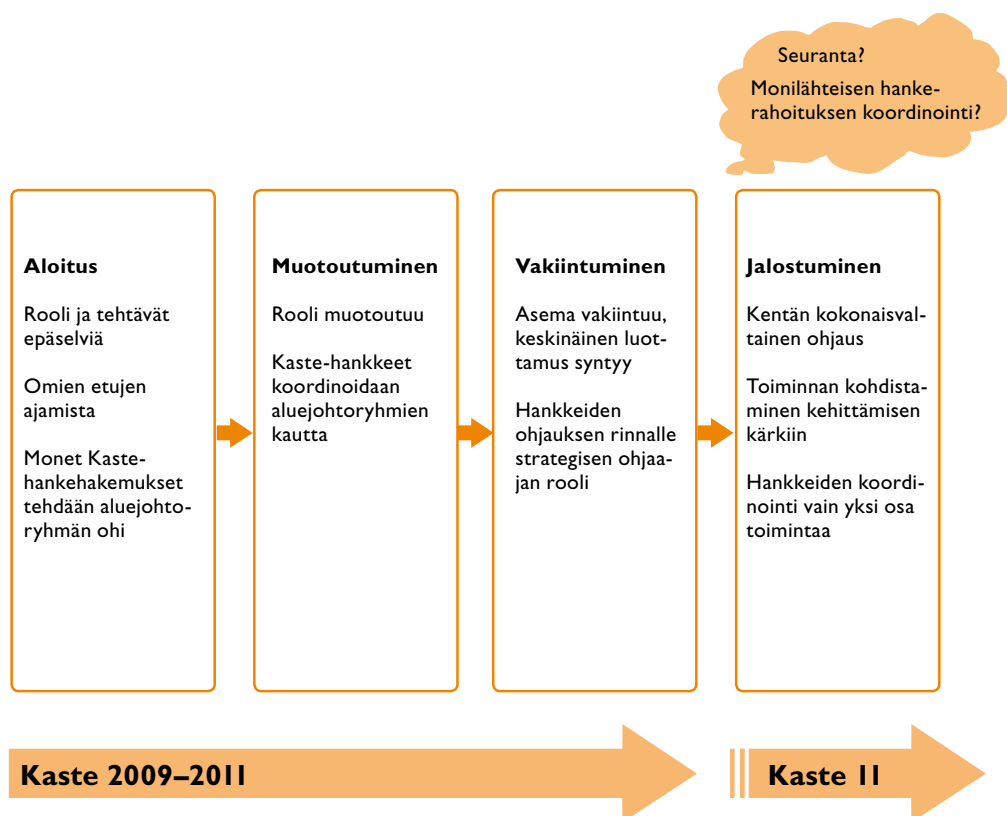 Seuranta?
Monilähteisen hanke-
rahoituksen koordinointi?
Aloitus
Rooli ja tehtävät
epäselviä
Omien etujen
ajamista
Monet Kaste-
hankehakemukset
tehdään aluejohto-
ryhmän ohi
Muotoutuminen
Rooli muotoutuu
Kaste-hankkeet
koordinoidaan
aluejohtoryhmien
kautta
Vakiintuminen
Asema vakiintuu,
keskinäinen luot-
tamus syntyy
Hankkeiden
ohjauksen rinnalle
strategisen ohjaa-
jan rooli
Jalostuminen
Kentän kokonaisval-
tainen ohjaus
Toiminnan kohdista-
minen kehittämisen
kärkiin
Hankkeiden koordi-
nointi vain yksi osa
toimintaa
Kaste 2009–2011
Kaste 11